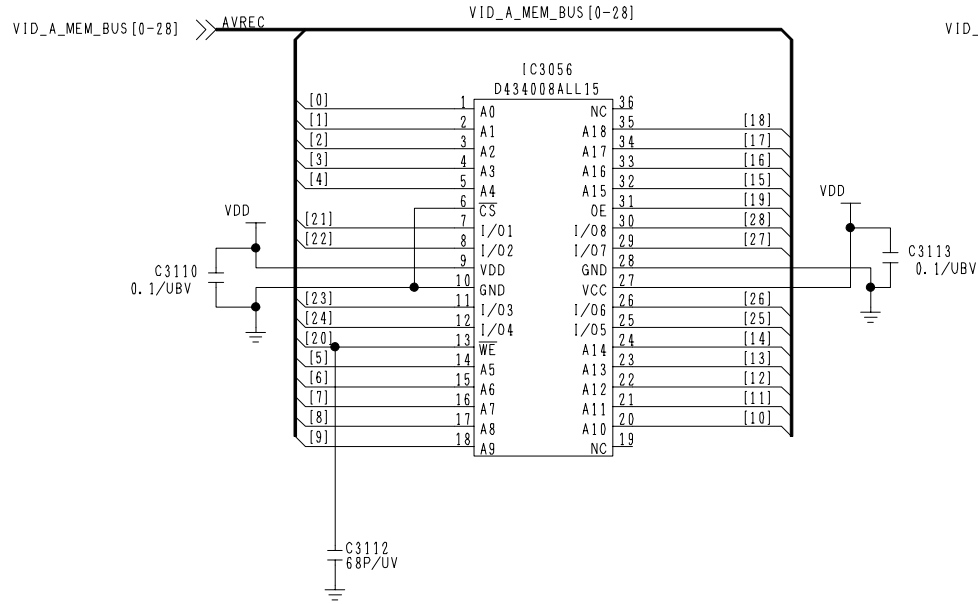 VID_A_MEM_BUS[0-28]
AVREC
VID_A_MEM_BUS[0-28]
VID_
IC3056
D434008ALL15
[0] 1 A0 NC 36
[1] 2 A1 A18 35 [18]
[2] 3 A2 A17 34 [17]
[3] 4 A3 A16 33 [16]
[4] 5 A4 A15 32 [15]
6 CS OE 31 [19]
[21] 7 I/O1 I/O8 30 [28]
[22] 8 I/O2 I/O7 29 [27]
9 VDD GND 28
10 GND VCC 27
[23] 11 I/O3 I/O6 26 [26]
[24] 12 I/O4 I/O5 25 [25]
[20] 13 WE A14 24 [14]
[5] 14 A5 A13 23 [13]
[6] 15 A6 A12 22 [12]
[7] 16 A7 A11 21 [11]
[8] 17 A8 A10 20 [10]
[9] 18 A9 NC 19
VDD
C3110
0.1/UBV
VDD
C3113
0.1/UBV
C3112
68P/UV